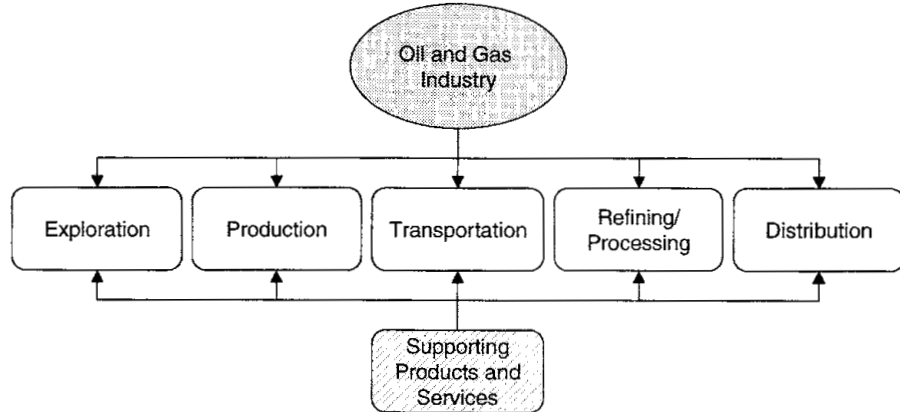 Oil and Gas
Industry
Exploration
Production
Transportation
Refining/
Processing
Distribution
Supporting
Products and
Services